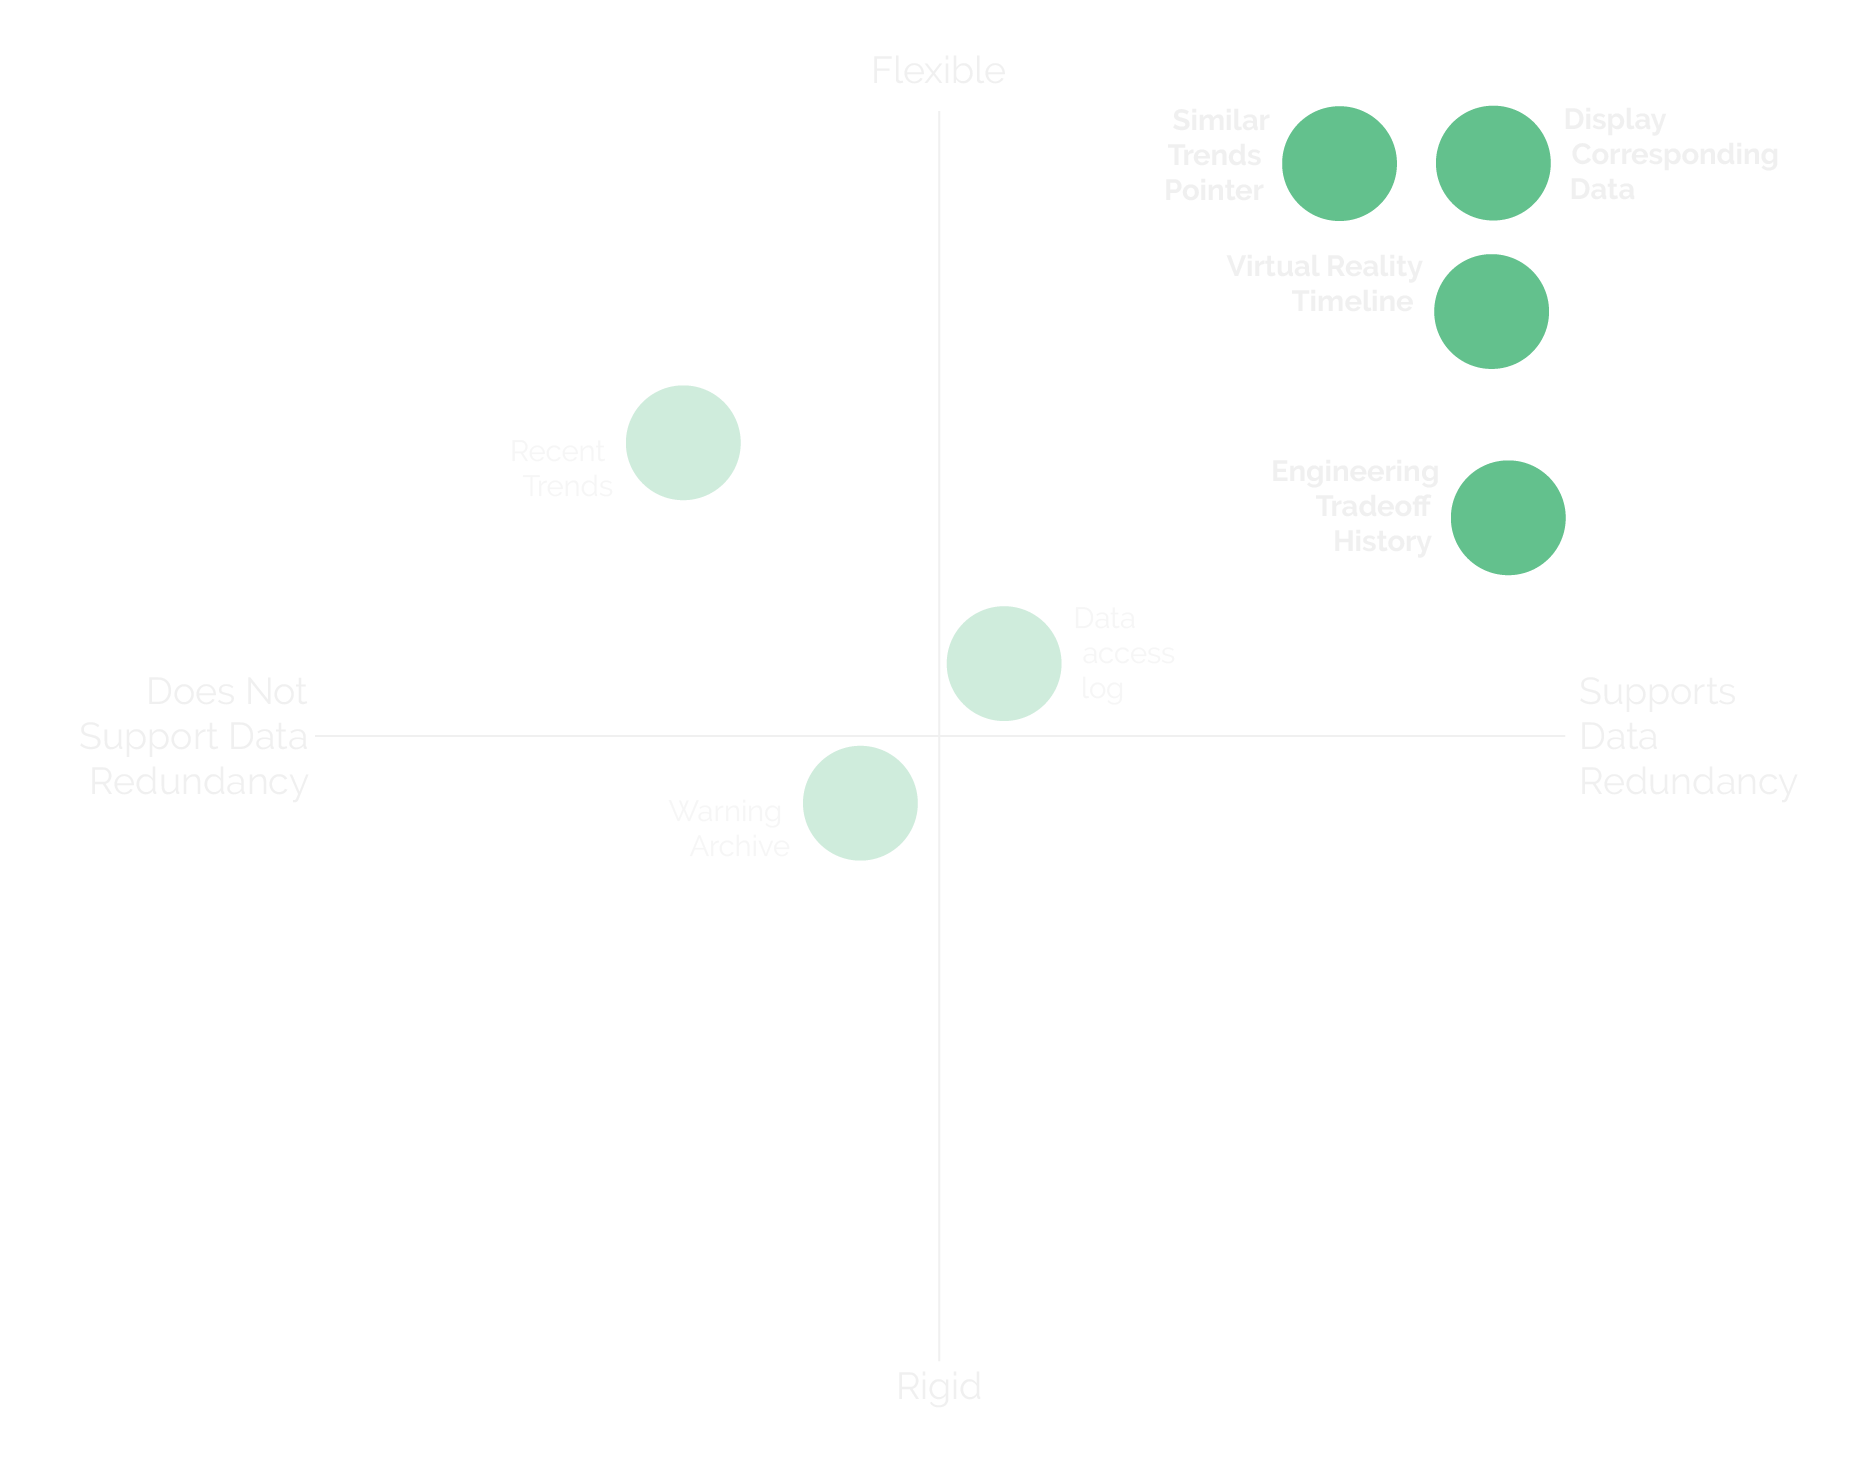 Flexible
Similar
Trends
Pointer
Display
Corresponding
Data
Virtual Reality
Timeline
Recent
Trends
Engineering
Tradeoff
History
Data
access
log
Does Not
Support Data
Redundancy
Supports
Data
Redundancy
Warning
Archive
Rigid